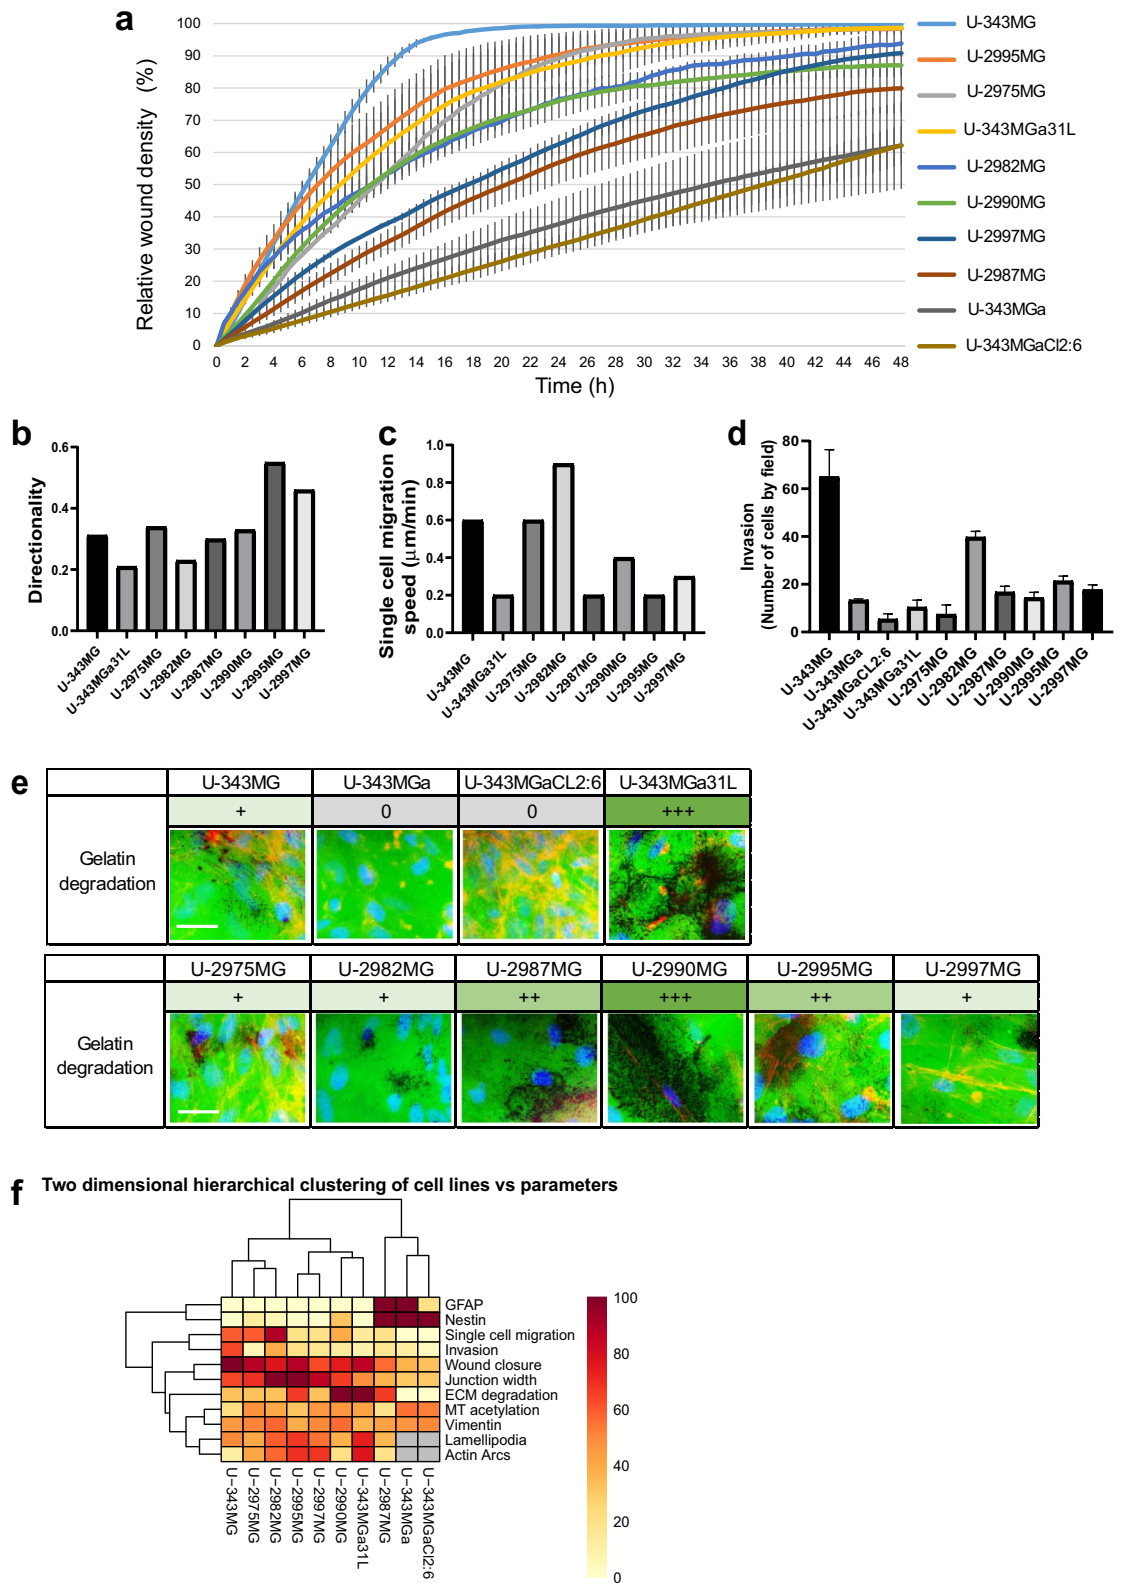 a
Relative wound density (%)
100
90
80
70
60
50
40
30
20
10
0
0 2 4 6 8 10 12 14 16 18 20 22 24 26 28 30 32 34 36 38 40 42 44 46 48
Time (h)
U-343MG
U-2995MG
U-2975MG
U-343MGa31L
U-2982MG
U-2990MG
U-2997MG
U-2987MG
U-343MGa
U-343MGaCl2:6
b
Directionality
0.6
0.4
0.2
0.0
U-343MG
U-343MGa31L
U-2975MG
U-2982MG
U-2987MG
U-2990MG
U-2995MG
U-2997MG
c
Single cell migration
speed (µm/min)
1.0
0.8
0.6
0.4
0.2
0.0
U-343MG
U-343MGa31L
U-2975MG
U-2982MG
U-2987MG
U-2990MG
U-2995MG
U-2997MG
d
Invasion
(Number of cells by field)
80
60
40
20
0
U-343MG
U-343MGa
U-343MGaCL2:6
U-343MGa31L
U-2975MG
U-2982MG
U-2987MG
U-2990MG
U-2995MG
U-2997MG
e
U-343MG U-343MGa U-343MGaCL2:6 U-343MGa31L
+ 0 0 +++
Gelatin
degradation
U-2975MG U-2982MG U-2987MG U-2990MG U-2995MG U-2997MG
+ + ++ +++ ++ +
Gelatin
degradation
f
Two dimensional hierarchical clustering of cell lines vs parameters
GFAP
Nestin
Single cell migration
Invasion
Wound closure
Junction width
ECM degradation
MT acetylation
Vimentin
Lamellipodia
Actin Arcs
U-343MG
U-2975MG
U-2982MG
U-2995MG
U-2997MG
U-2990MG
U-343MGa31L
U-2987MG
U-343MGa
U-343MGaCl2:6
100
80
60
40
20
0